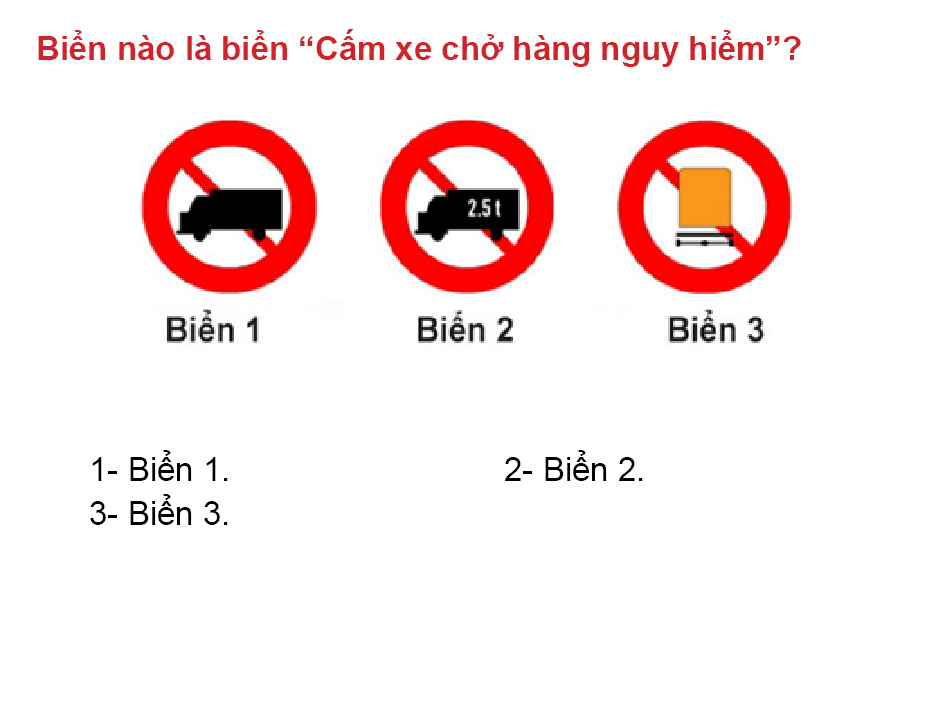 Biển nào là biển “Cấm xe chở hàng nguy hiểm”?
2.5 t
Biển 1 Biển 2 Biển 3
1- Biển 1. 2- Biển 2.
3- Biển 3.